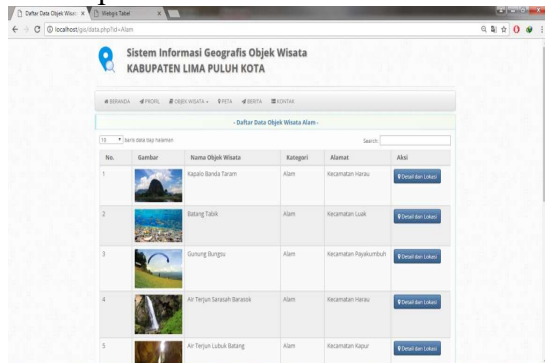 Daftar Data Objek Wisata
Webgis Takel
localhost/gis/data.php?id=Alam
Sistem Informasi Geografis Objek Wisata
KABUPATEN LIMA PULUH KOTA
BERANDA PROFIL OBJEK WISATA PETA BERITA KONTAK
- Daftar Data Objek Wisata Alam -
10 baris data tiap halaman Search:
No. Gambar Nama Objek Wisata Kategori Alamat Aksi
1 Kapalo Banda Taram Alam Kecamatan Harau Detail dan Lokasi
2 Batang Tabik Alam Kecamatan Luak Detail dan Lokasi
3 Gunung Bungsu Alam Kecamatan Payakumbuh Detail dan Lokasi
4 Air Terjun Sarasah Barasok Alam Kecamatan Harau Detail dan Lokasi
5 Air Terjun Lubuk Batang Alam Kecamatan Kapur Detail dan Lokasi